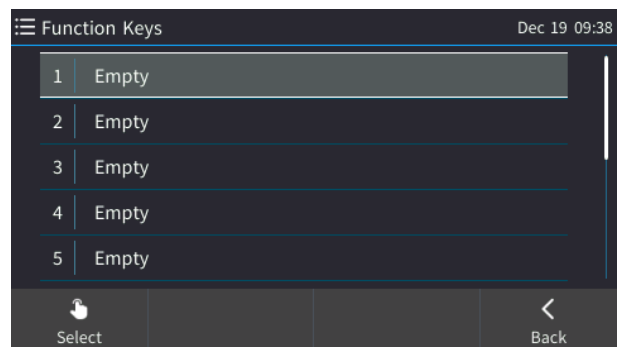 Function Keys Dec 19 09:38
1 Empty
2 Empty
3 Empty
4 Empty
5 Empty
Select Back